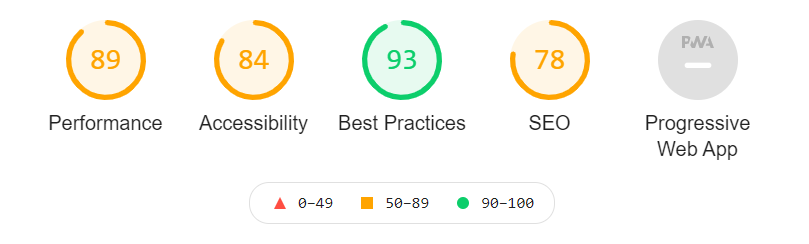 89 84 93 78 PWA
Performance Accessibility Best Practices SEO Progressive
Web App
0–49 50–89 90–100